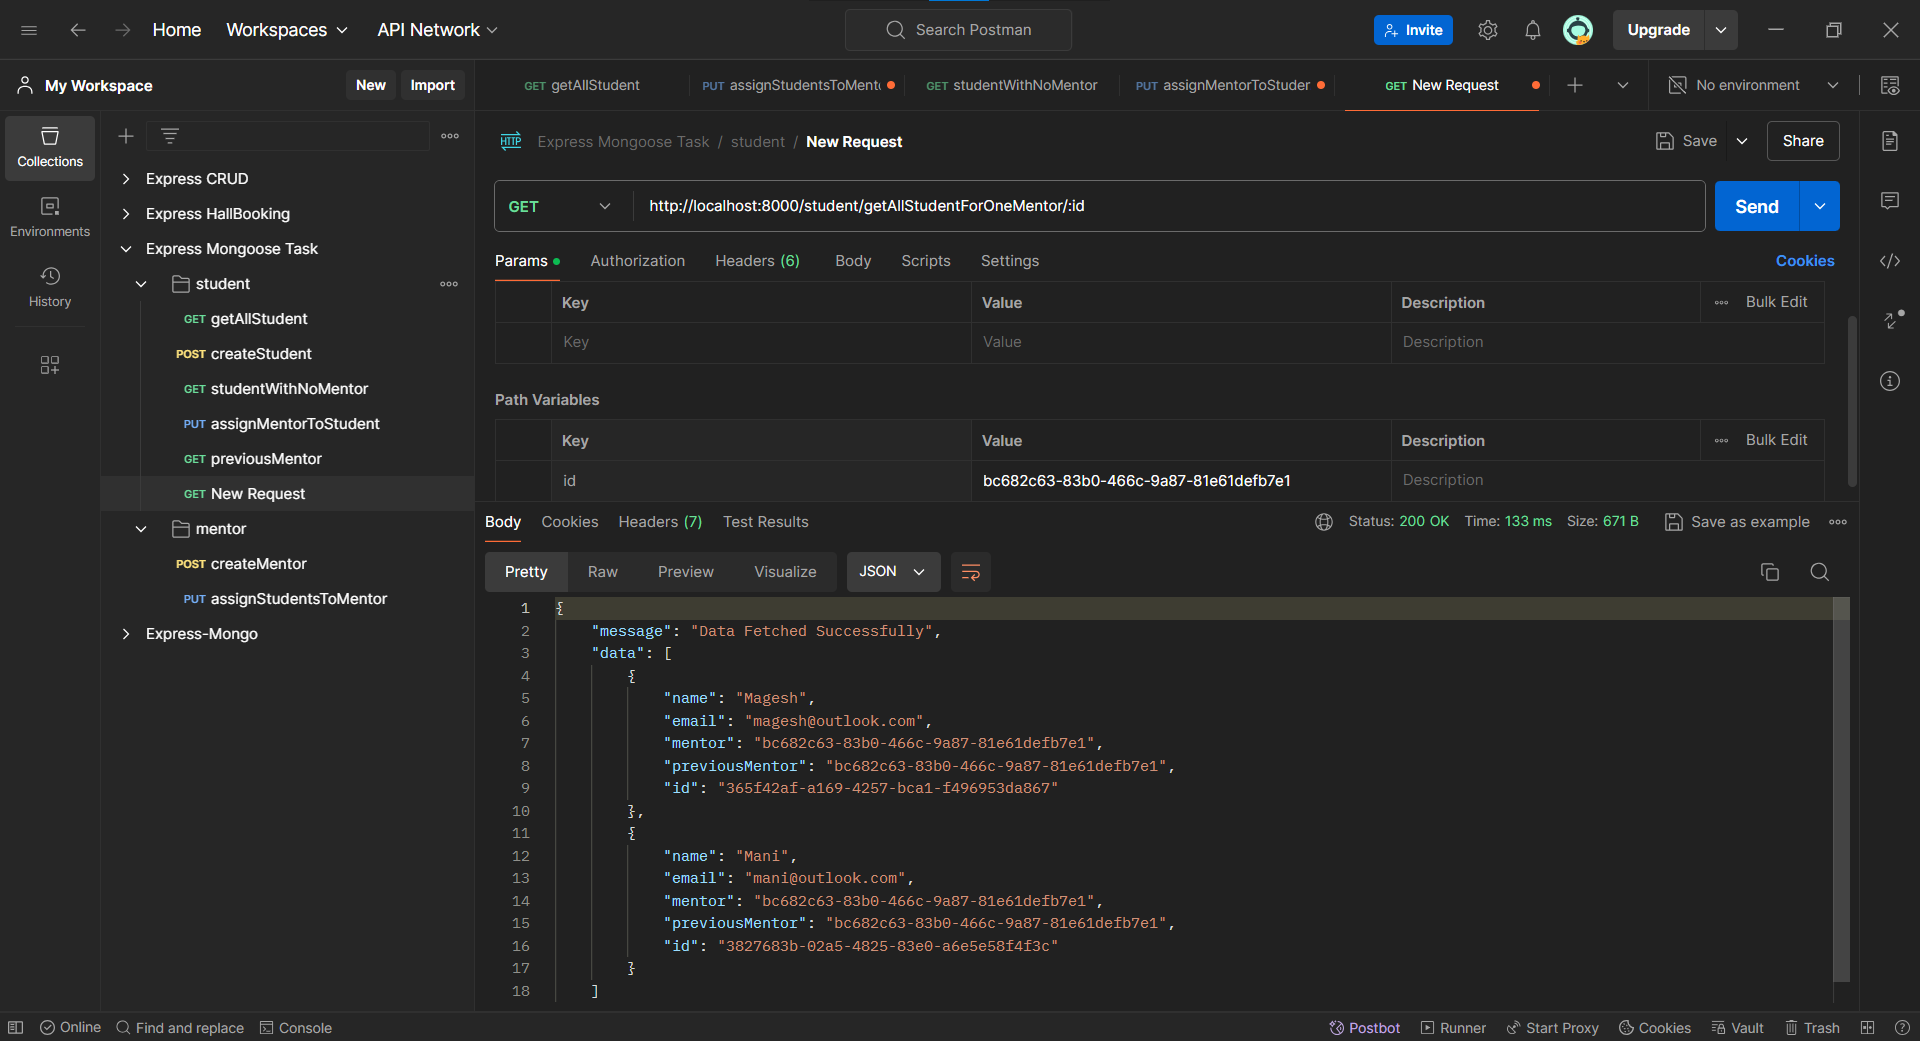 Home Workspaces API Network Search Postman Invite Upgrade
My Workspace New Import
GET getAllStudent PUT assignStudentsToMent GET studentWithNoMentor PUT assignMentorToStuder GET New Request No environment
Collections
Environments
History
Express CRUD
Express HallBooking
Express Mongoose Task
student
GET getAllStudent
POST createStudent
GET studentWithNoMentor
PUT assignMentorToStudent
GET previousMentor
GET New Request
mentor
POST createMentor
PUT assignStudentsToMentor
Express-Mongo
HTTP Express Mongoose Task / student / New Request Save Share
GET http://localhost:8000/student/getAllStudentForOneMentor/:id Send
Params Authorization Headers (6) Body Scripts Settings Cookies
Key Value Description Bulk Edit
Key Value Description
Path Variables
Key Value Description Bulk Edit
id bc682c63-83b0-466c-9a87-81e61defb7e1 Description
Body Cookies Headers (7) Test Results Status: 200 OK Time: 133 ms Size: 671 B Save as example
Pretty Raw Preview Visualize JSON
1 {
2 "message": "Data Fetched Successfully",
3 "data": [
4 {
5 "name": "Magesh",
6 "email": "magesh@outlook.com",
7 "mentor": "bc682c63-83b0-466c-9a87-81e61defb7e1",
8 "previousMentor": "bc682c63-83b0-466c-9a87-81e61defb7e1",
9 "id": "365f42af-a169-4257-bca1-f496953da867"
10 },
11 {
12 "name": "Mani",
13 "email": "mani@outlook.com",
14 "mentor": "bc682c63-83b0-466c-9a87-81e61defb7e1",
15 "previousMentor": "bc682c63-83b0-466c-9a87-81e61defb7e1",
16 "id": "3827683b-02a5-4825-83e0-a6e5e58f4f3c"
17 }
18 ]
Online Find and replace Console Postbot Runner Start Proxy Cookies Vault Trash